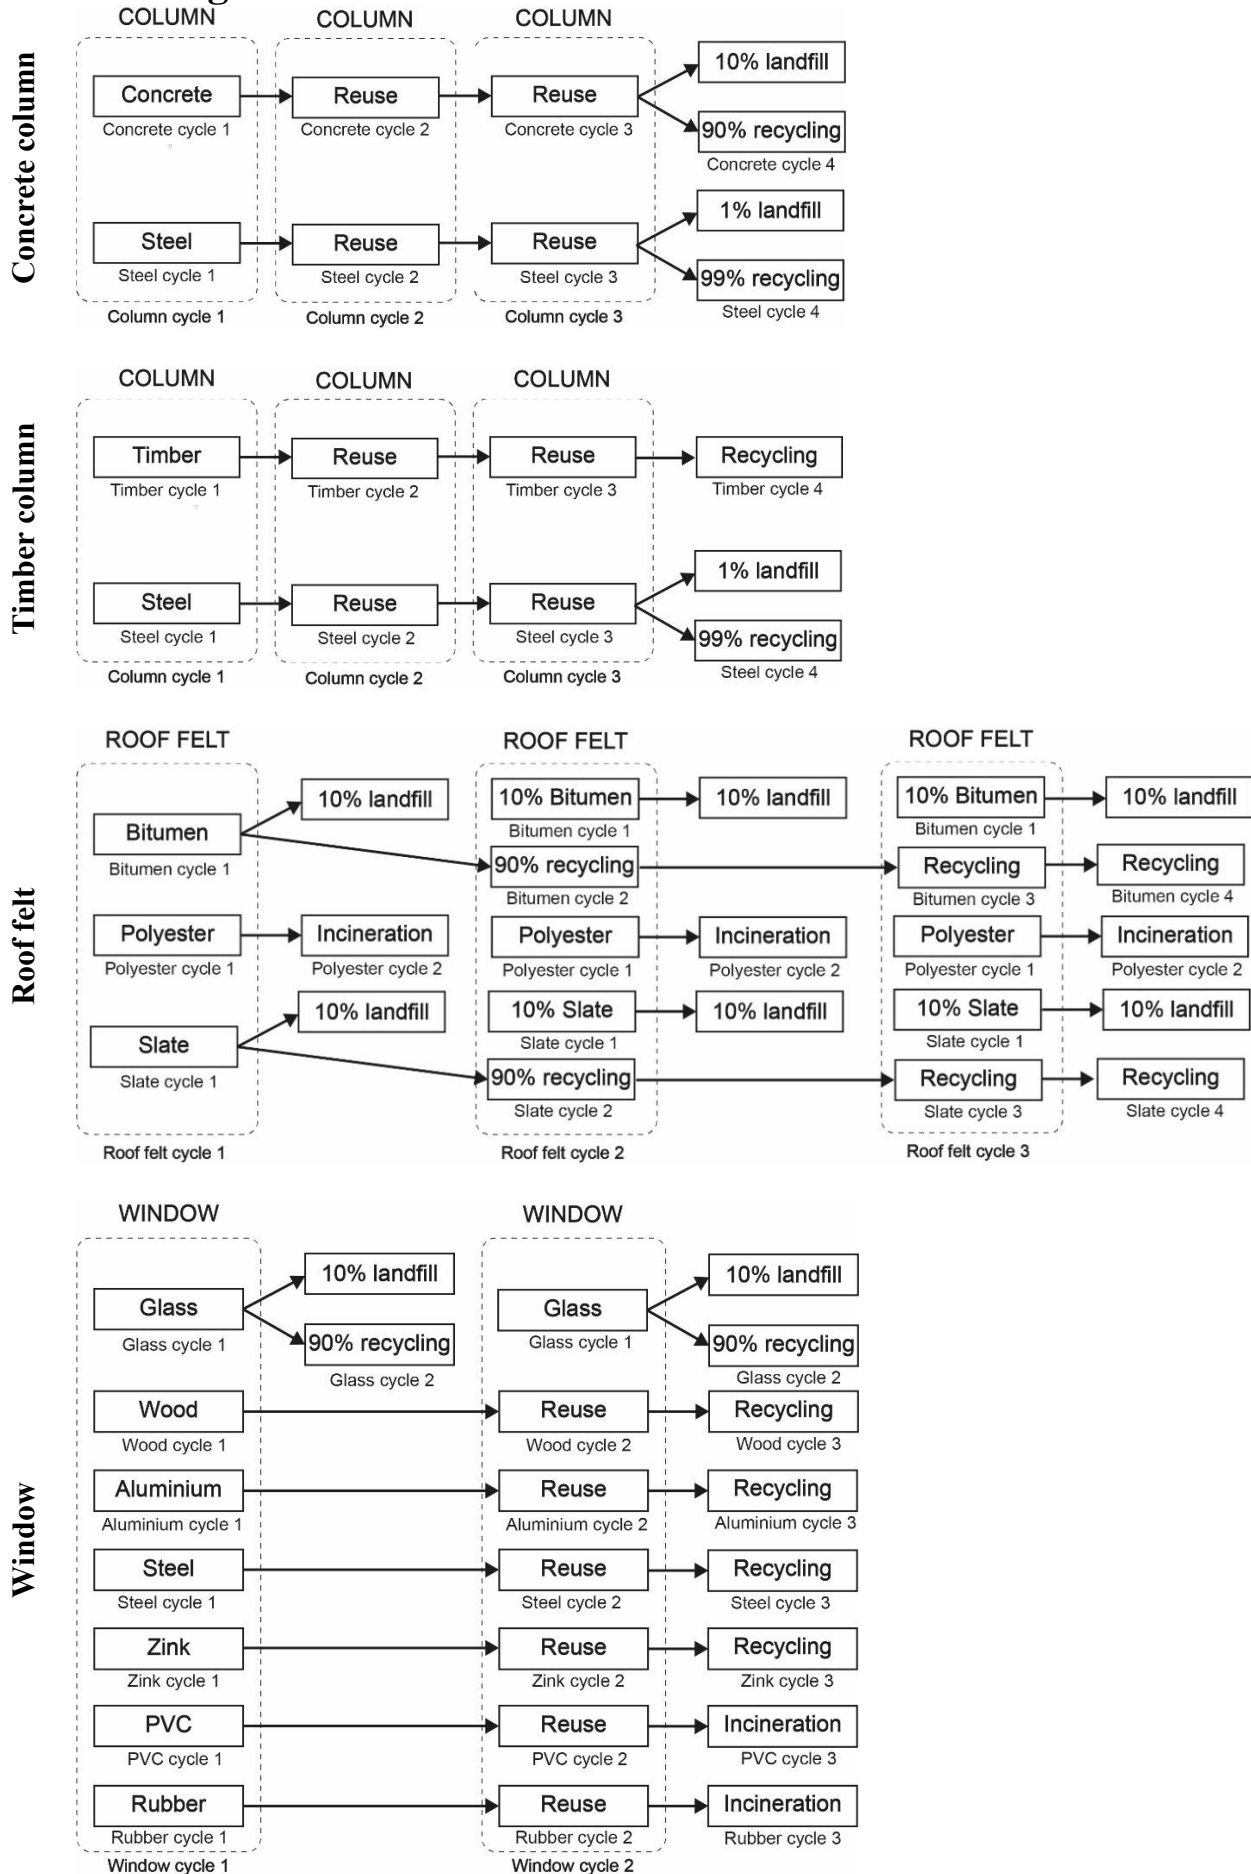 Concrete column
COLUMN COLUMN COLUMN
10% landfill
Concrete Reuse Reuse
Concrete cycle 1 Concrete cycle 2 Concrete cycle 3
90% recycling
Concrete cycle 4
1% landfill
Steel Reuse Reuse
Steel cycle 1 Steel cycle 2 Steel cycle 3
99% recycling
Steel cycle 4
Column cycle 1 Column cycle 2 Column cycle 3
Timber column
COLUMN COLUMN COLUMN
Timber Reuse Reuse Recycling
Timber cycle 1 Timber cycle 2 Timber cycle 3 Timber cycle 4
1% landfill
Steel Reuse Reuse
Steel cycle 1 Steel cycle 2 Steel cycle 3
99% recycling
Steel cycle 4
Column cycle 1 Column cycle 2 Column cycle 3
Roof felt
ROOF FELT ROOF FELT ROOF FELT
10% landfill 10% Bitumen 10% landfill 10% Bitumen 10% landfill
Bitumen Bitumen cycle 1 Bitumen cycle 1
Bitumen cycle 1 90% recycling Recycling Recycling
Bitumen cycle 2 Bitumen cycle 3 Bitumen cycle 4
Polyester Incineration Polyester Incineration Polyester Incineration
Polyester cycle 1 Polyester cycle 2 Polyester cycle 1 Polyester cycle 2 Polyester cycle 1 Polyester cycle 2
10% landfill 10% Slate 10% landfill 10% Slate 10% landfill
Slate Slate cycle 1 Slate cycle 1
Slate cycle 1 90% recycling Recycling Recycling
Slate cycle 2 Slate cycle 3 Slate cycle 4
Roof felt cycle 1 Roof felt cycle 2 Roof felt cycle 3
Window
WINDOW WINDOW
10% landfill 10% landfill
Glass Glass
Glass cycle 1 Glass cycle 1
90% recycling 90% recycling
Glass cycle 2 Glass cycle 2
Wood Reuse Recycling
Wood cycle 1 Wood cycle 2 Wood cycle 3
Aluminium Reuse Recycling
Aluminium cycle 1 Aluminium cycle 2 Aluminium cycle 3
Steel Reuse Recycling
Steel cycle 1 Steel cycle 2 Steel cycle 3
Zink Reuse Recycling
Zink cycle 1 Zink cycle 2 Zink cycle 3
PVC Reuse Incineration
PVC cycle 1 PVC cycle 2 PVC cycle 3
Rubber Reuse Incineration
Rubber cycle 1 Rubber cycle 2 Rubber cycle 3
Window cycle 1 Window cycle 2